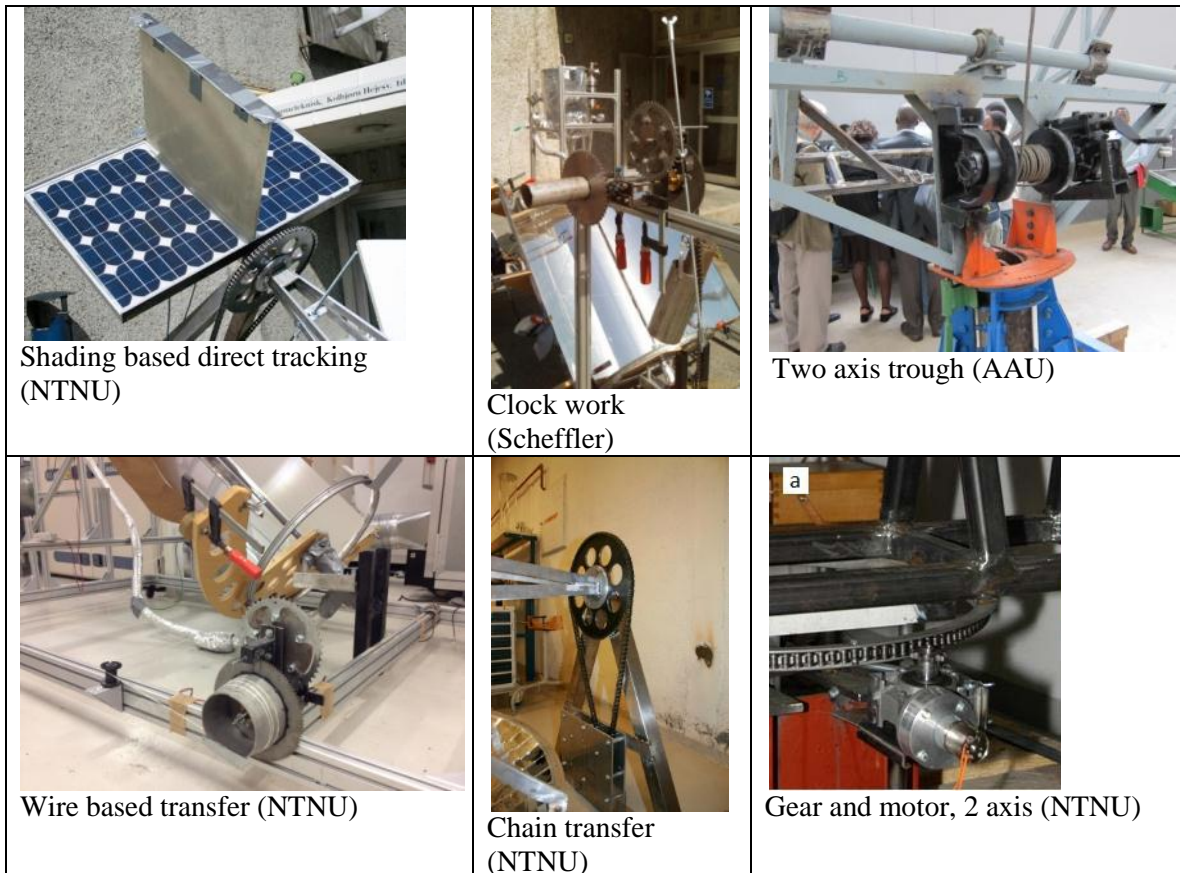 Shading based direct tracking
(NTNU)
Clock work
(Scheffler)
Two axis trough (AAU)
Wire based transfer (NTNU)
Chain transfer
(NTNU)
a
Gear and motor, 2 axis (NTNU)